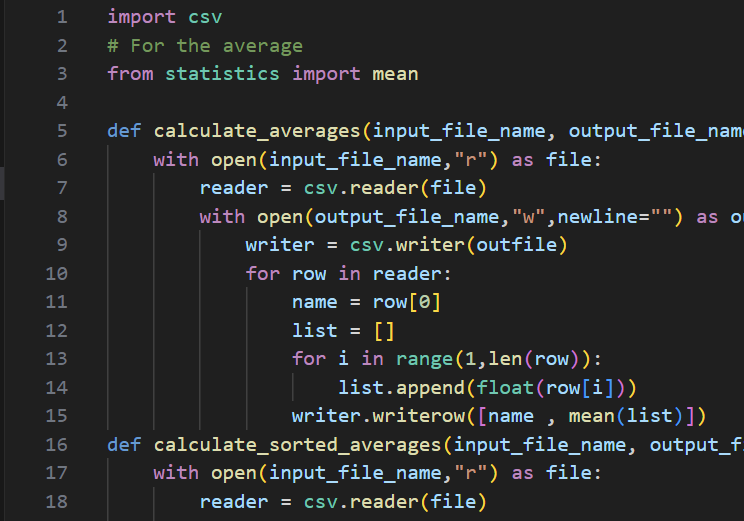 1 import csv
2 # For the average
3 from statistics import mean
4
5 def calculate_averages(input_file_name, output_file_nam
6 with open(input_file_name,"r") as file:
7 reader = csv.reader(file)
8 with open(output_file_name,"w",newline="") as o
9 writer = csv.writer(outfile)
10 for row in reader:
11 name = row[0]
12 list = []
13 for i in range(1,len(row)):
14 list.append(float(row[i]))
15 writer.writerow([name , mean(list)])
16 def calculate_sorted_averages(input_file_name, output_f
17 with open(input_file_name,"r") as file:
18 reader = csv.reader(file)